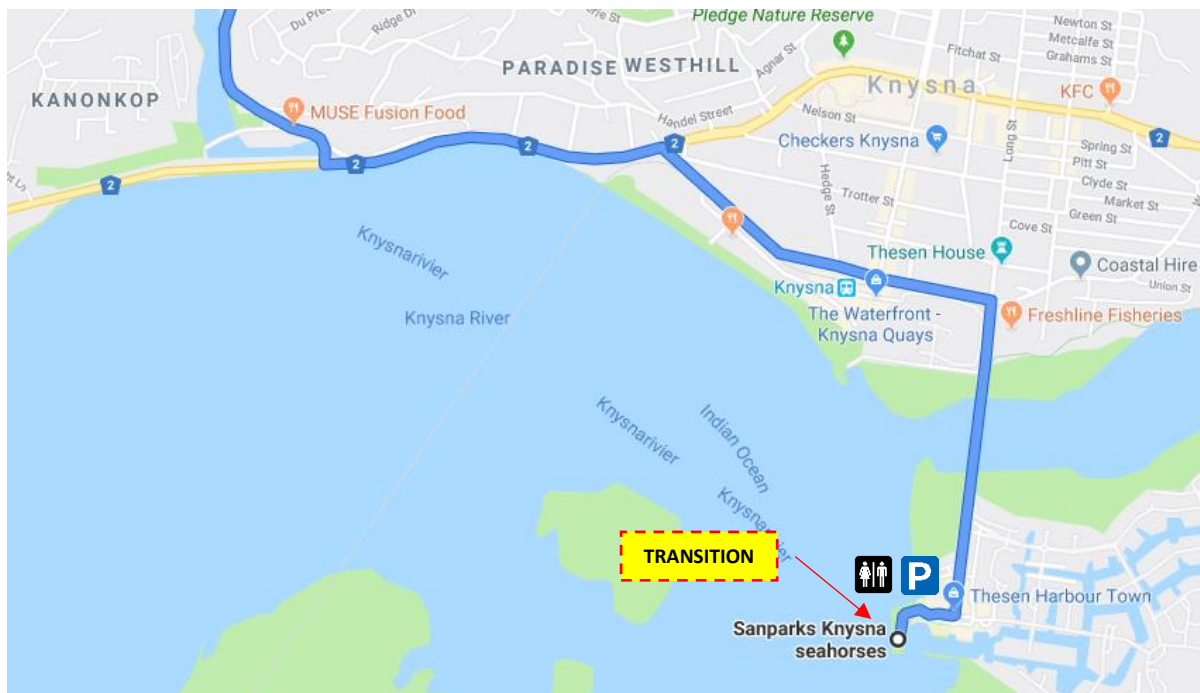 Pledge Nature Reserve
Newton St
Metcalfe St
Grahams St
Fitchat St
Agnar St
Ridge Dr
PARADISE
WESTHILL
KANONKOP
Knysna
KFC
MUSE Fusion Food
Handel Street
Nelson St
Checkers Knysna
Long St
2
2
2
2
2
Spring St
Pitt St
Clyde St
Market St
Green St
Hedge St
Trotter St
Cove St
Knysnarivier
Thesen House
Coastal Hire
Union St
Knysna
Knysna River
The Waterfront -
Knysna Quays
Freshline Fisheries
Knysnarivier
Indian Ocean
TRANSITION
P
Thesen Harbour Town
Sanparks Knysna
seahorses